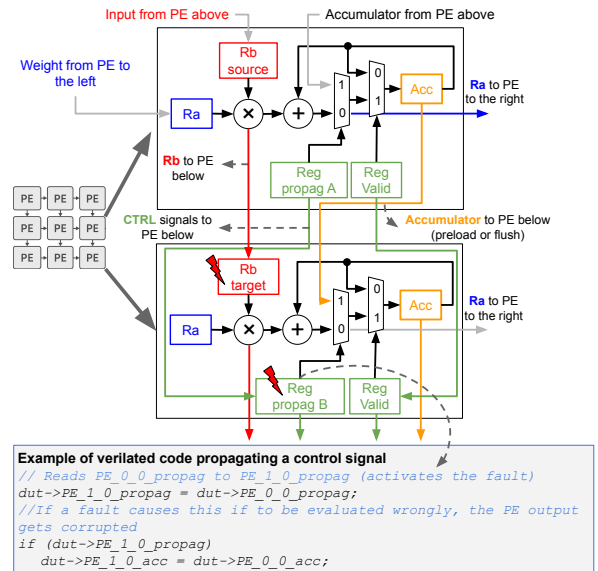 Input from PE above
Accumulator from PE above
Rb
source
Weight from PE to
the left
Ra
×
+
1
0
0
1
Acc
Ra to PE
to the right
Rb to PE
below
Reg
propag A
Reg
Valid
PE PE PE
PE PE PE
PE PE PE
CTRL signals to
PE below
Accumulator to PE below
(preload or flush)
Rb
target
Ra
×
+
1
0
0
1
Acc
Ra to PE
to the right
Reg
propag B
Reg
Valid
Example of verilated code propagating a control signal
// Reads PE_0_0_propag to PE_1_0_propag (activates the fault)
dut->PE_1_0_propag = dut->PE_0_0_propag;
//If a fault causes this if to be evaluated wrongly, the PE output
gets corrupted
if (dut->PE_1_0_propag)
dut->PE_1_0_acc = dut->PE_0_0_acc;